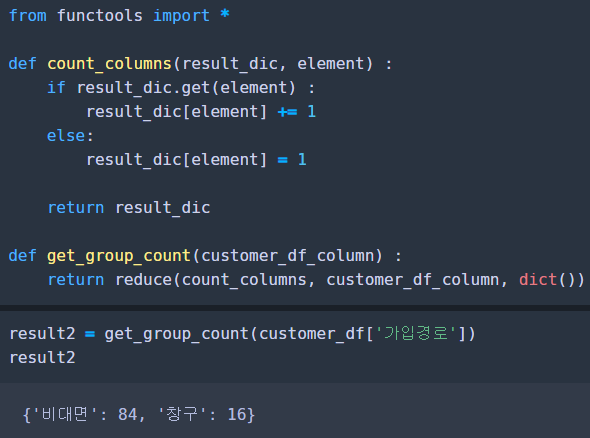 from functools import *
def count_columns(result_dic, element) :
    if result_dic.get(element) :
        result_dic[element] += 1
    else:
        result_dic[element] = 1
    return result_dic
def get_group_count(customer_df_column) :
    return reduce(count_columns, customer_df_column, dict())
result2 = get_group_count(customer_df['가입경로'])
result2
{'비대면': 84, '창구': 16}